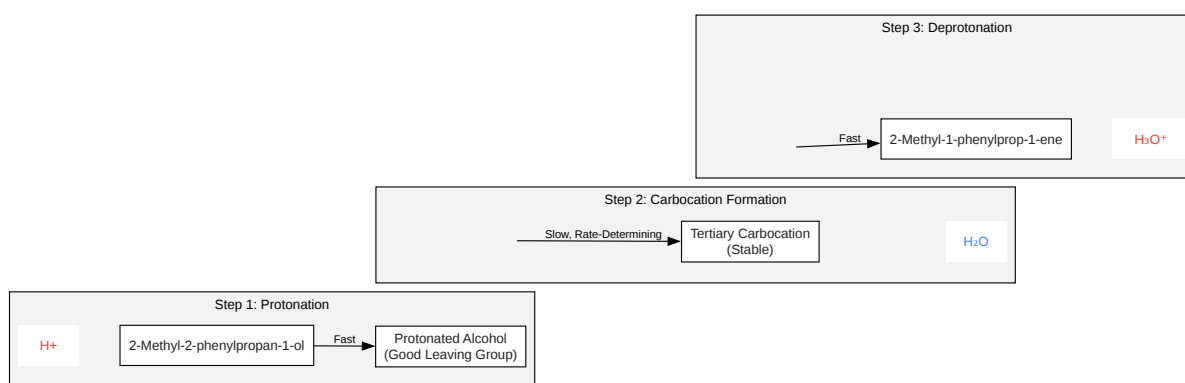 Step 3: Deprotonation
Fast
2-Methyl-1-phenylprop-1-ene
H₃O⁺
Step 2: Carbocation Formation
Slow, Rate-Determining
Tertiary Carbocation
(Stable)
H₂O
Step 1: Protonation
H+
2-Methyl-2-phenylpropan-1-ol
Fast
Protonated Alcohol
(Good Leaving Group)